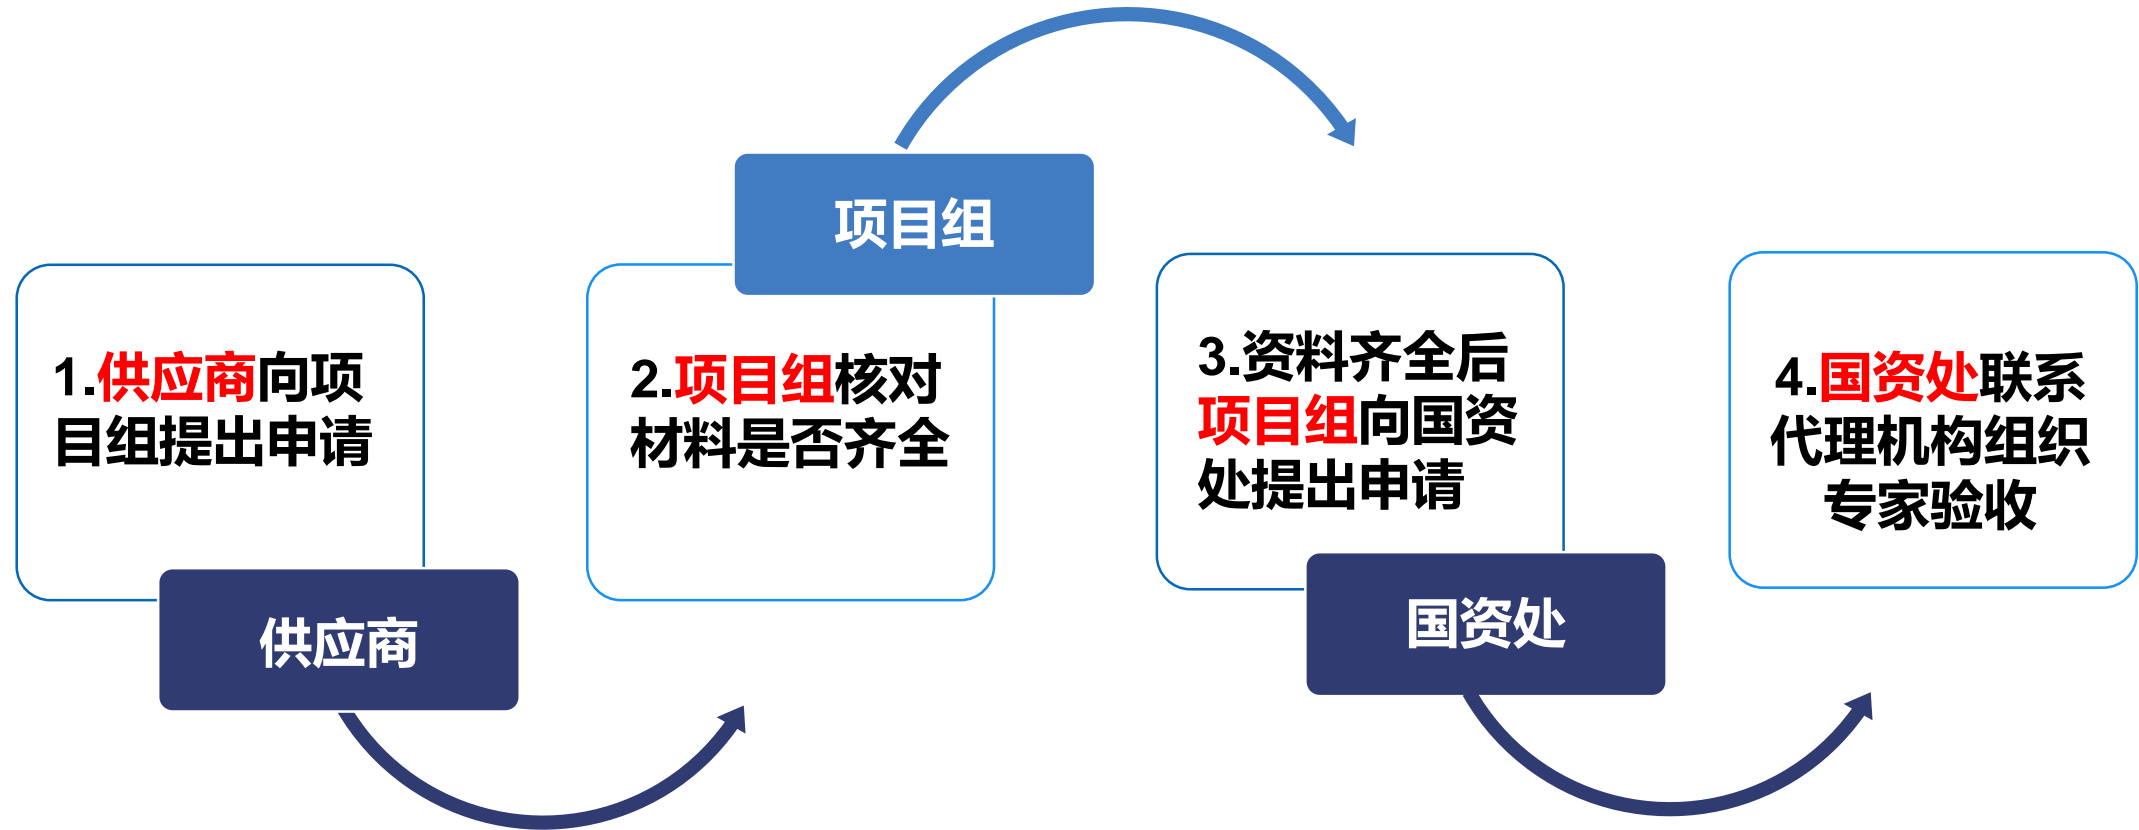 1.供应商向项
目组提出申请
供应商
项目组
2.项目组核对
材料是否齐全
3.资料齐全后
项目组向国资
处提出申请
国资处
4.国资处联系
代理机构组织
专家验收